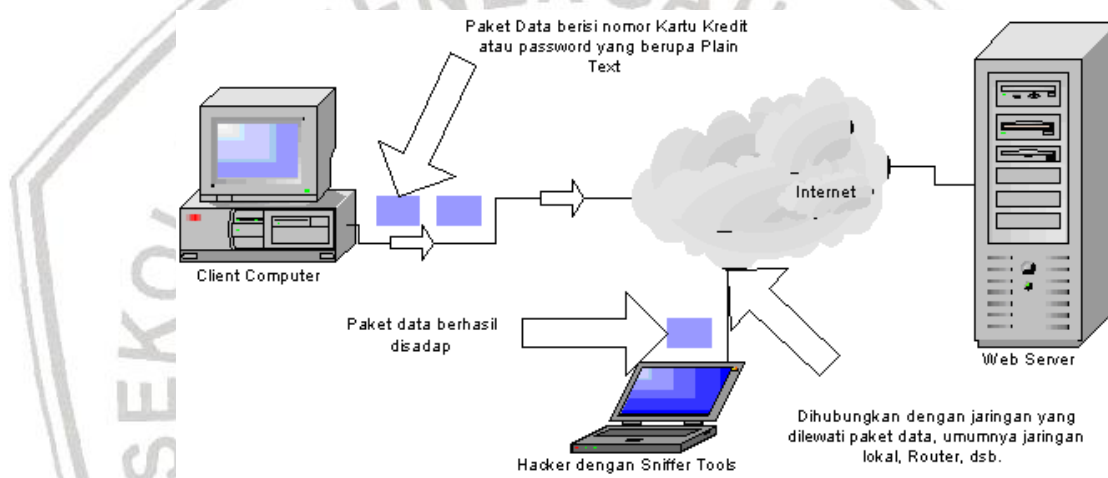 Paket Data berisi nomor Kartu Kredit
atau password yang berupa Plain
Text
Internet
Client Computer
Paket data berhasil
disadap
Web Server
Hacker dengan Sniffer Tools
Dihubungkan dengan jaringan yang
dilewati paket data, umumnya jaringan
lokal, Router, dsb.